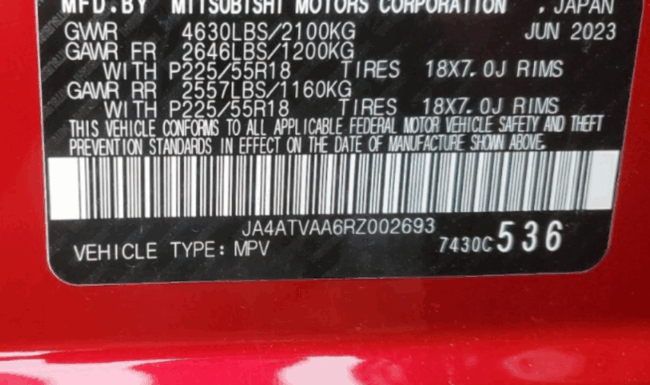 MFD.BY MITSUBISHI MOTORS CORPORATION , JAPAN
GVWR 4630LBS/2100KG JUN 2023
GAWR FR 2646LBS/1200KG
WITH P225/55R18 TIRES 18X7.0J RIMS
GAWR RR 2557LBS/1160KG
WITH P225/55R18 TIRES 18X7.0J RIMS
THIS VEHICLE CONFORMS TO ALL APPLICABLE FEDERAL MOTOR VEHICLE SAFETY AND THEFT
PREVENTION STANDARDS IN EFFECT ON THE DATE OF MANUFACTURE SHOWN ABOVE.
JA4ATVAA6RZ002693
VEHICLE TYPE: MPV 7430C 536